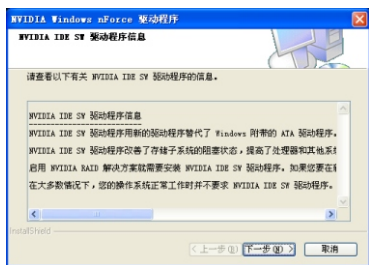 NVIDIA Windows nForce 驱动程序
NVIDIA IDE SW 驱动程序信息
请查看以下有关 NVIDIA IDE SW 驱动程序的信息。
NVIDIA IDE SW 驱动程序信息
NVIDIA IDE SW 驱动程序用新的驱动程序替代了 Windows 附带的 ATA 驱动程序。
NVIDIA IDE SW 驱动程序改善了存储子系统的阻塞状态，提高了处理器和其他系
启用 NVIDIA RAID 解决方案就需要安装 NVIDIA IDE SW 驱动程序。如果您要在
在大多数情况下，您的操作系统正常工作时并不要求 NVIDIA IDE SW 驱动程序。
InstallShield
< 上一步(B) 下一步(N) > 取消